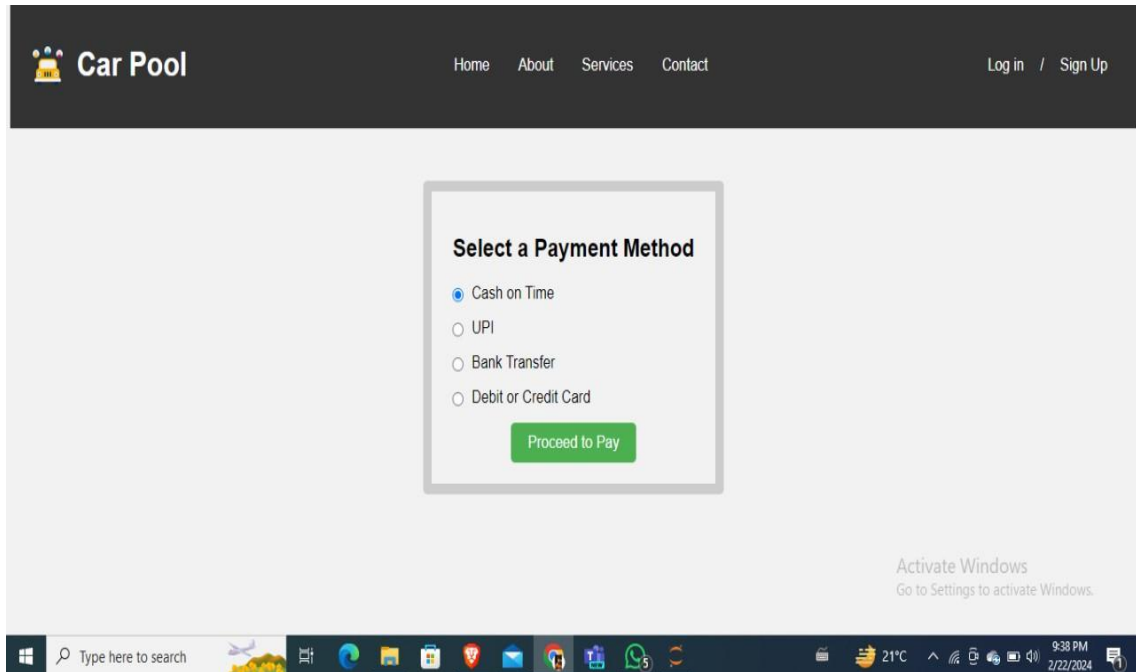 Car Pool
Home About Services Contact
Log in / Sign Up
Select a Payment Method
Cash on Time
UPI
Bank Transfer
Debit or Credit Card
Proceed to Pay
Activate Windows
Go to Settings to activate Windows.
Type here to search
5
21°C
9:38 PM
2/22/2024